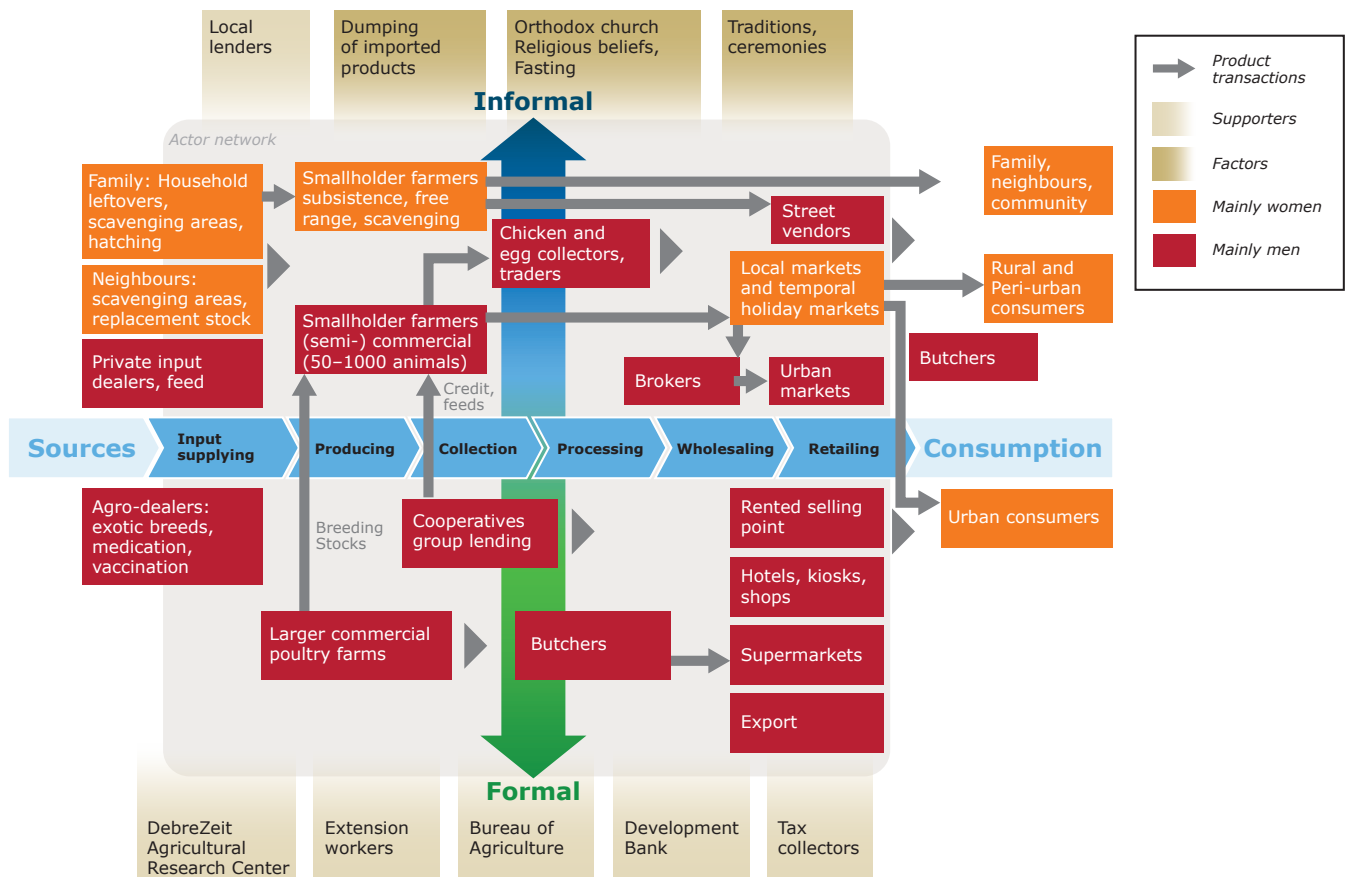 Local
lenders
Dumping
of imported
products
Orthodox church
Religious beliefs,
Fasting
Traditions,
ceremonies
Informal
Actor network
Product
transactions
Supporters
Factors
Mainly women
Mainly men
Family: Household
leftovers,
scavenging areas,
hatching
Smallholder farmers
subsistence, free
range, scavenging
Family,
neighbours,
community
Street
vendors
Chicken and
egg collectors,
traders
Neighbours:
scavenging areas,
replacement stock
Local markets
and temporal
holiday markets
Rural and
Peri-urban
consumers
Smallholder farmers
(semi-) commercial
(50–1000 animals)
Private input
dealers, feed
Brokers
Urban
markets
Butchers
Credit,
feeds
Sources
Input
supplying
Producing
Collection
Processing
Wholesaling
Retailing
Consumption
Agro-dealers:
exotic breeds,
medication,
vaccination
Breeding
Stocks
Cooperatives
group lending
Rented selling
point
Urban consumers
Hotels, kiosks,
shops
Larger commercial
poultry farms
Butchers
Supermarkets
Export
Formal
DebreZeit
Agricultural
Research Center
Extension
workers
Bureau of
Agriculture
Development
Bank
Tax
collectors